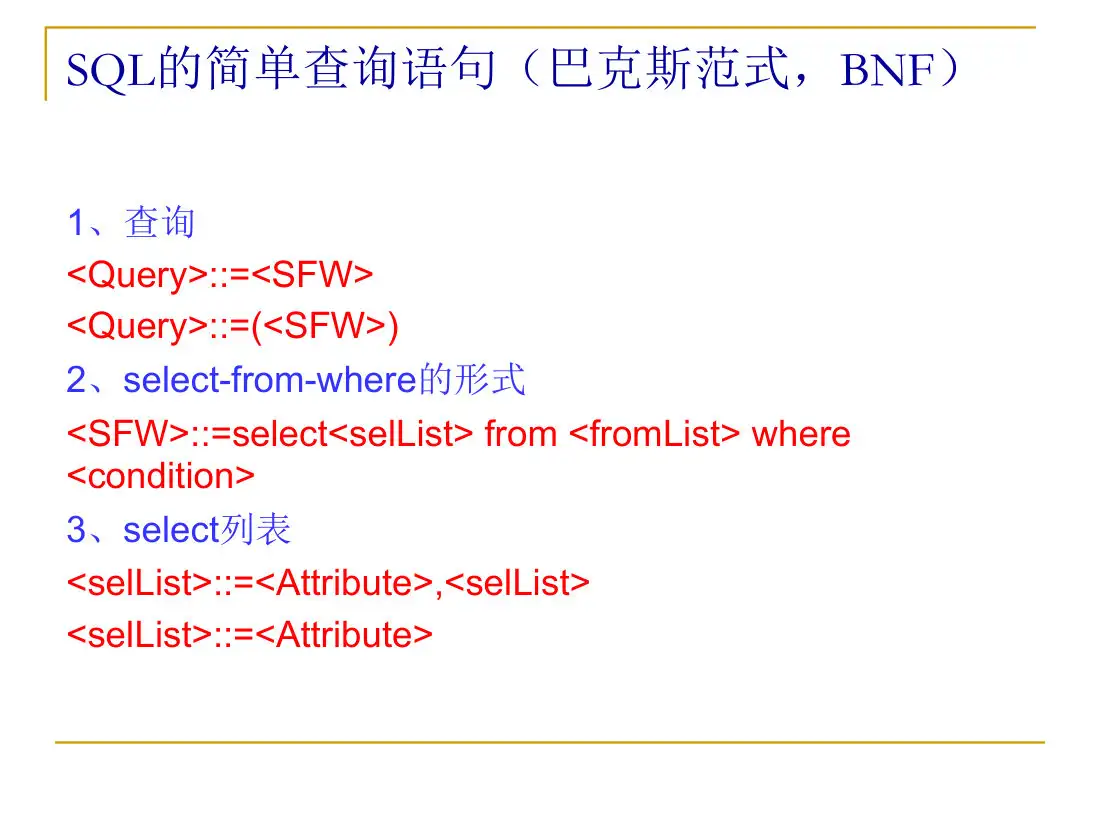 SQL的简单查询语句（巴克斯范式，BNF）
1、查询
<Query>::=<SFW>
<Query>::=(<SFW>)
2、select-from-where的形式
<SFW>::=select<selList> from <fromList> where
<condition>
3、select列表
<selList>::=<Attribute>,<selList>
<selList>::=<Attribute>